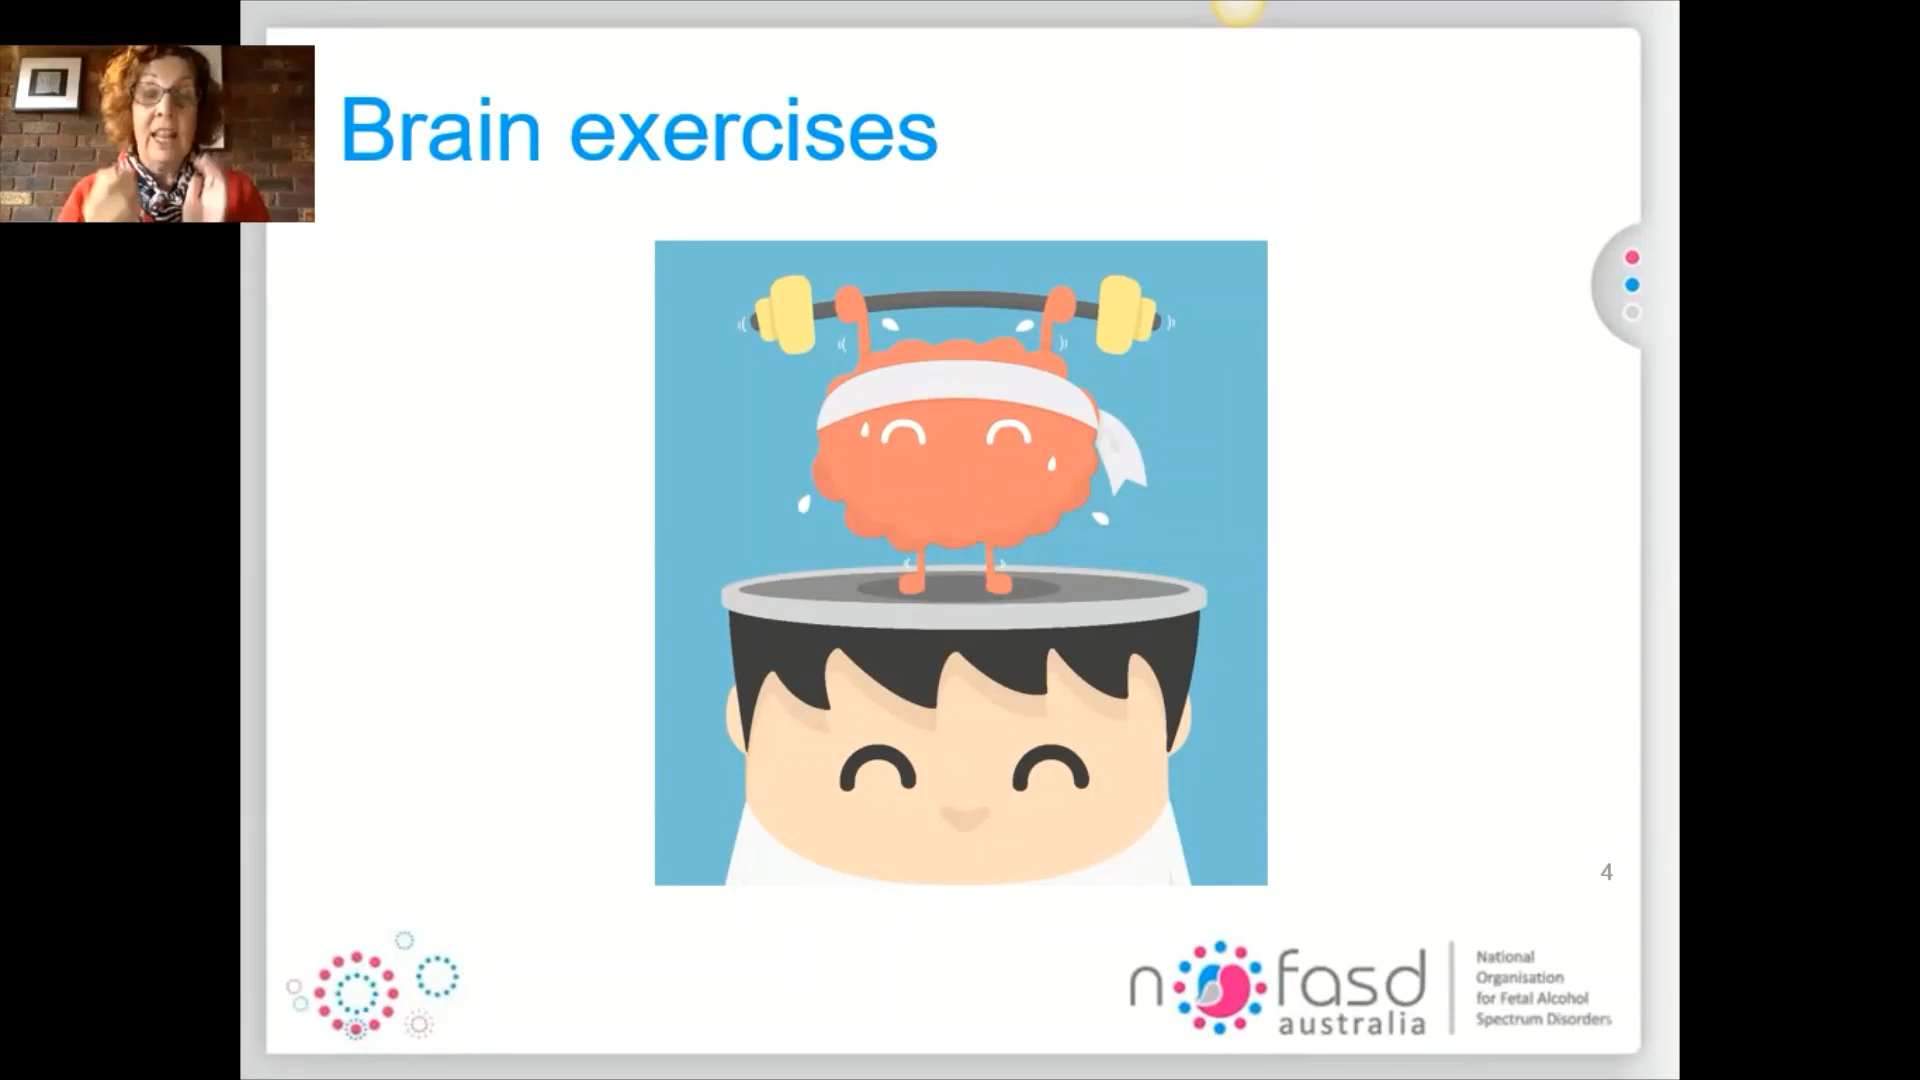 Brain exercises
4
nofasd
australia
National
Organisation
for Fetal Alcohol
Spectrum Disorders